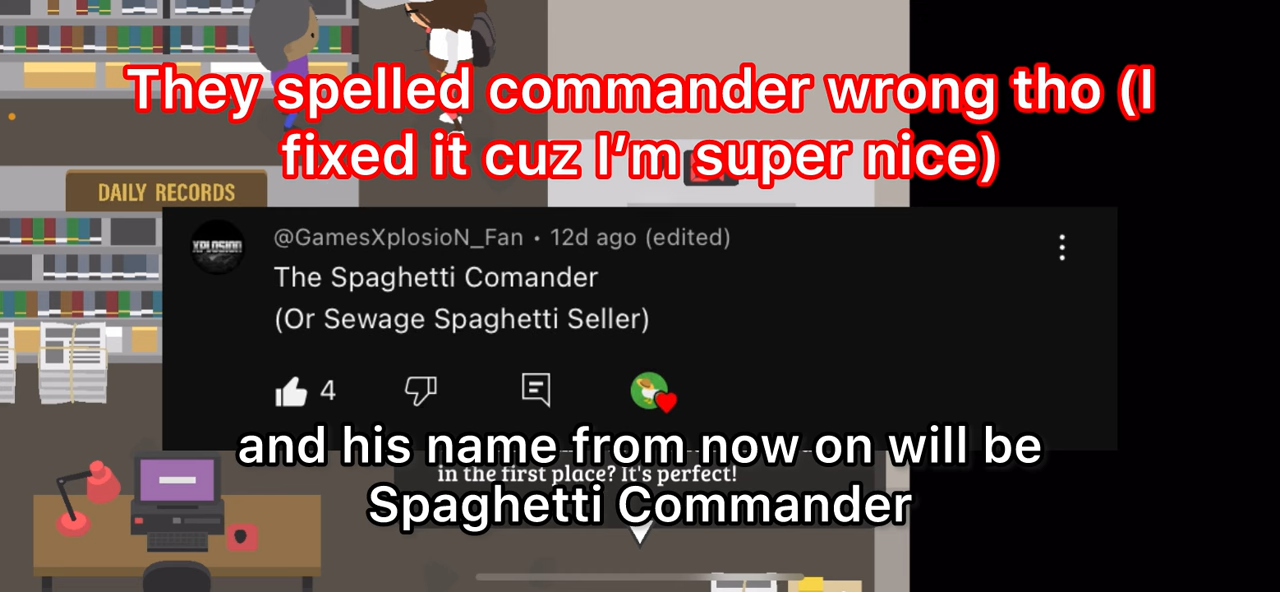 They spelled commander wrong tho (I
fixed it cuz I'm super nice)
DAILY RECORDS
XPLOSION
@GamesXplosioN_Fan • 12d ago (edited)
The Spaghetti Comander
(Or Sewage Spaghetti Seller)
4
and his name from now on will be
in the first place? It's perfect!
Spaghetti Commander